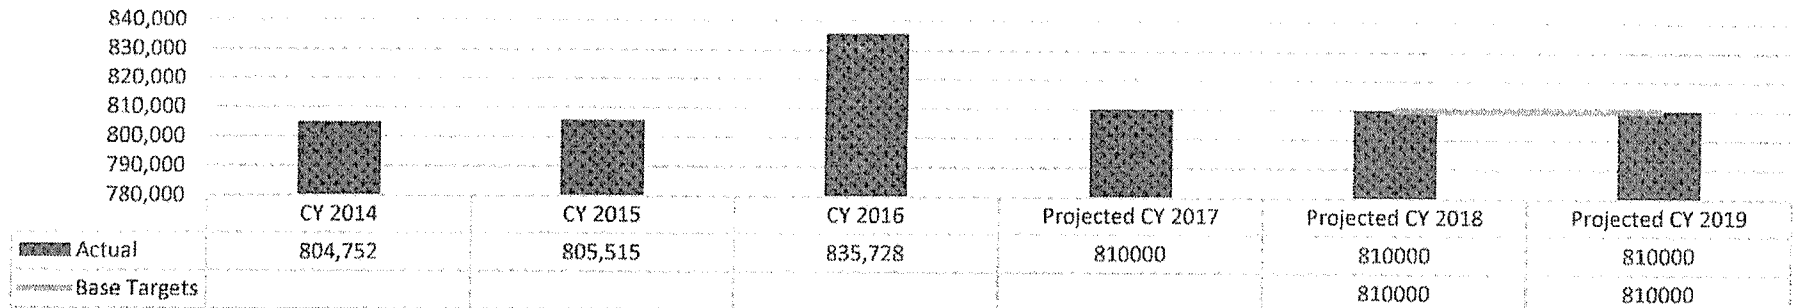 840,000
830,000
820,000
810,000
800,000
790,000
780,000
CY 2014 CY 2015 CY 2016 Projected CY 2017 Projected CY 2018 Projected CY 2019
Actual 804,752 805,515 835,728 810000 810000 810000
Base Targets 810000 810000